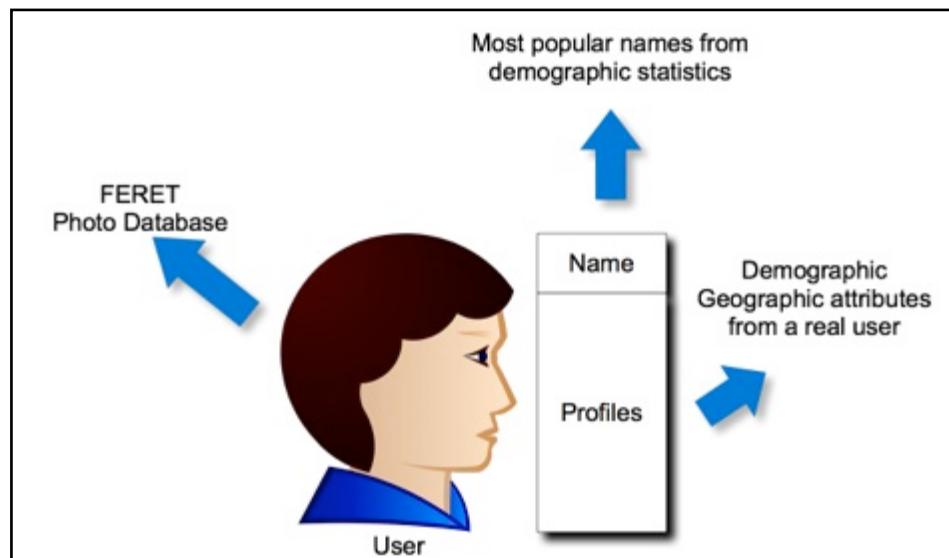 Most popular names from
demographic statistics
FERET
Photo Database
Name
Demographic
Geographic attributes
from a real user
Profiles
User